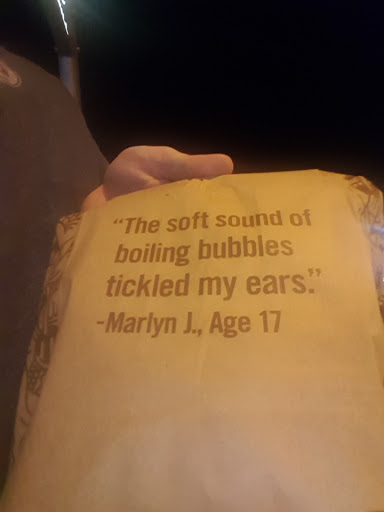 “The soft sound of
boiling bubbles
tickled my ears.”
-Marlyn J., Age 17